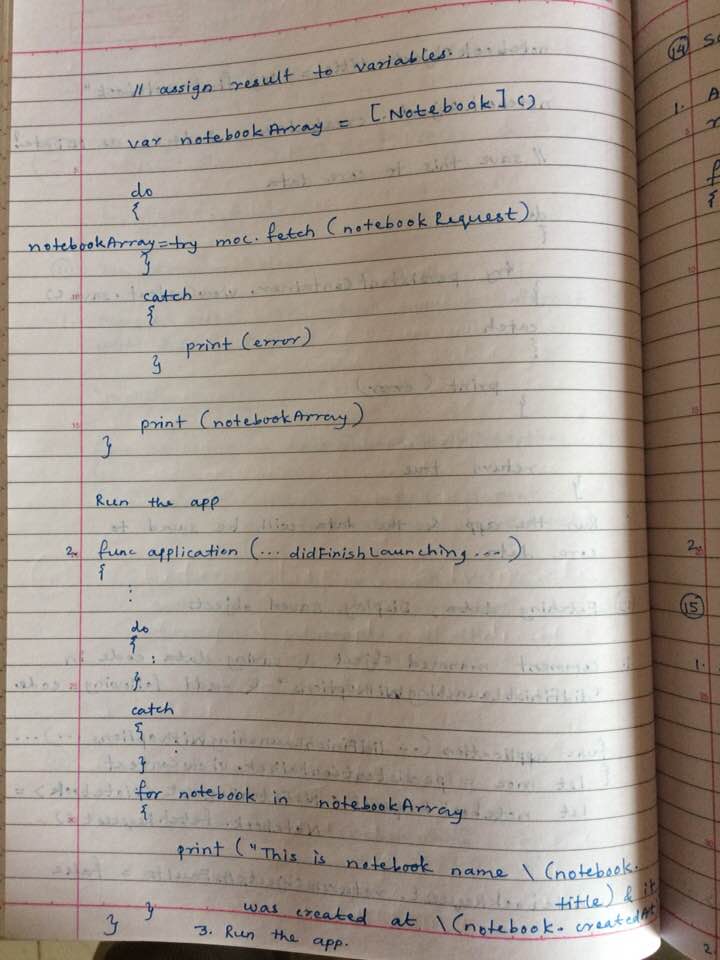 // assign result to variables.
var notebookArray = [Notebook]()
do
{
notebookArray = try moc.fetch (notebookRequest)
}
catch
{
print (error)
}
print (notebookArray)
}
Run the app
2. func application (... didFinishLaunching ...)
{
:
do
{
:
}
catch
{
:
}
for notebook in notebookArray
{
print ("This is notebook name \ (notebook.
title) & it
was created at \(notebook. createdAt
}
}
3. Run the app.
14
1.
{
2.
15
1.
2